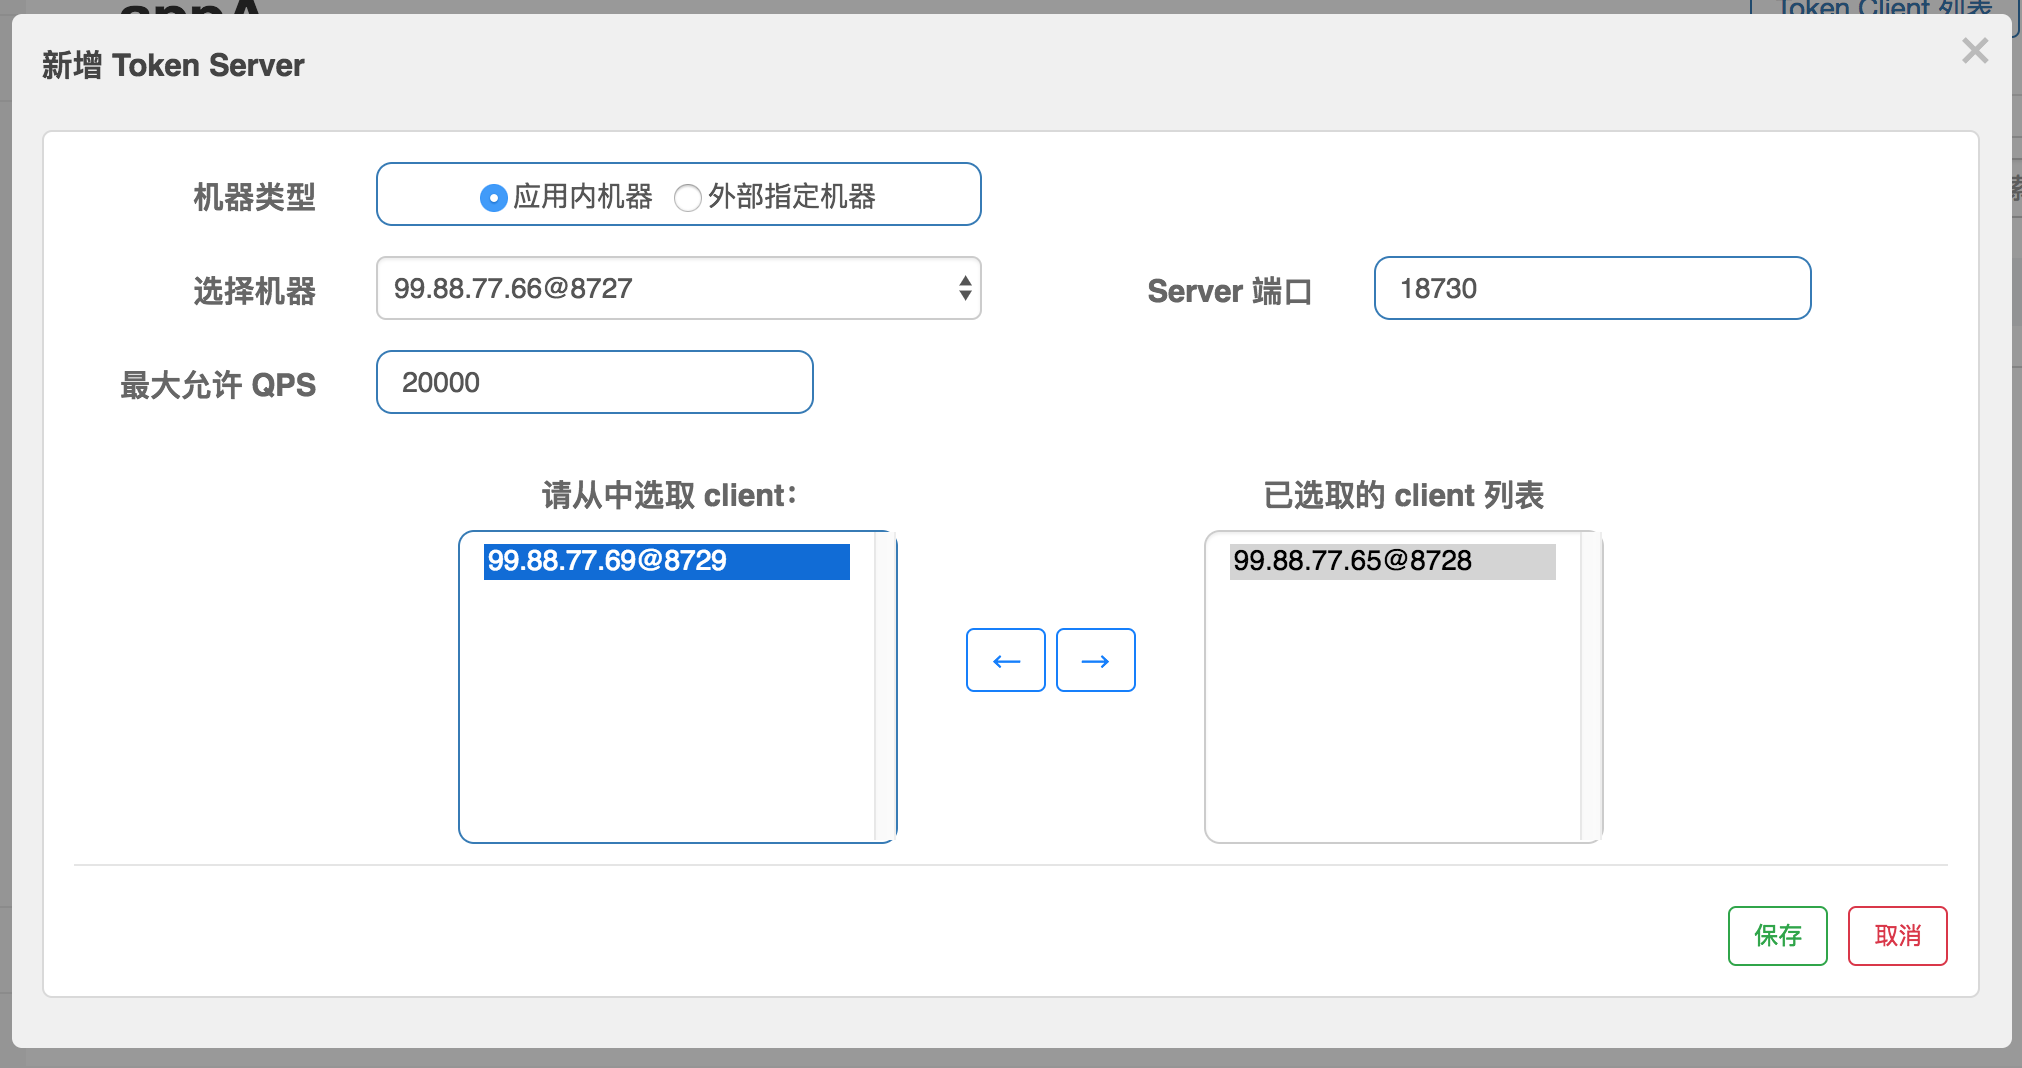 appA
Token Client 列表
新增 Token Server
机器类型
应用内机器 外部指定机器
选择机器
99.88.77.66@8727
Server 端口
18730
最大允许 QPS
20000
请从中选取 client：
已选取的 client 列表
99.88.77.69@8729
99.88.77.65@8728
← →
保存
取消